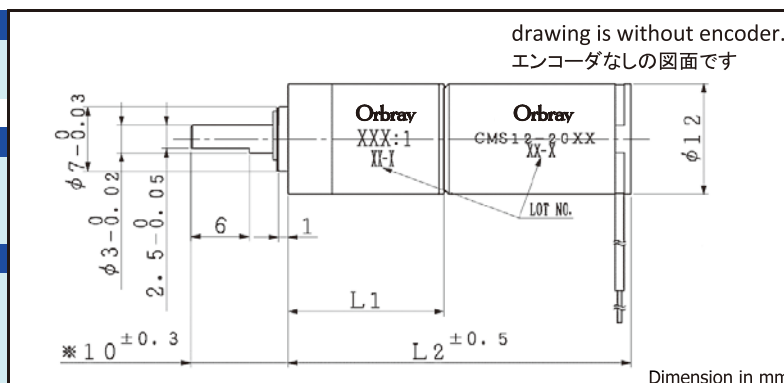 drawing is without encoder.
エンコーダなしの図面です
Orbray
XXX:1
XX-X
Orbray
CMS12-20XX
XX-X
LOT NO.
φ12
φ7 0 -0.03
φ3 0 -0.02
2.5 0 -0.05
6
1
L1
※10 ±0.3
L2 ±0.5
Dimension in mm